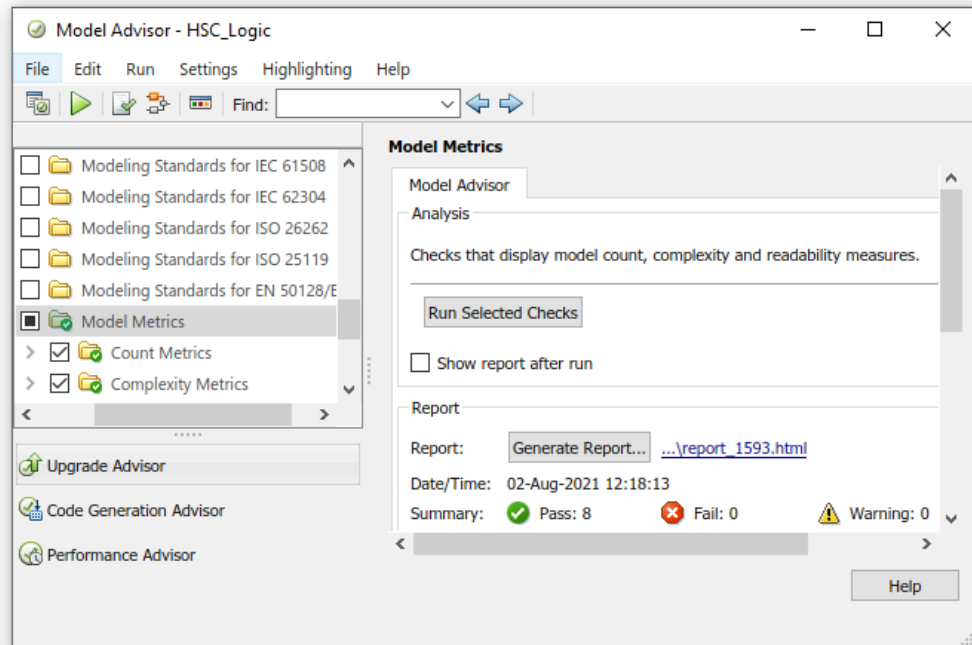 Model Advisor - HSC_Logic
File Edit Run Settings Highlighting Help
Find:
Modeling Standards for IEC 61508
Modeling Standards for IEC 62304
Modeling Standards for ISO 26262
Modeling Standards for ISO 25119
Modeling Standards for EN 50128/E
Model Metrics
Count Metrics
Complexity Metrics
Upgrade Advisor
Code Generation Advisor
Performance Advisor
Model Metrics
Model Advisor
Analysis
Checks that display model count, complexity and readability measures.
Run Selected Checks
Show report after run
Report
Report: Generate Report... ...\report_1593.html
Date/Time: 02-Aug-2021 12:18:13
Summary: Pass: 8 Fail: 0 Warning: 0
Help